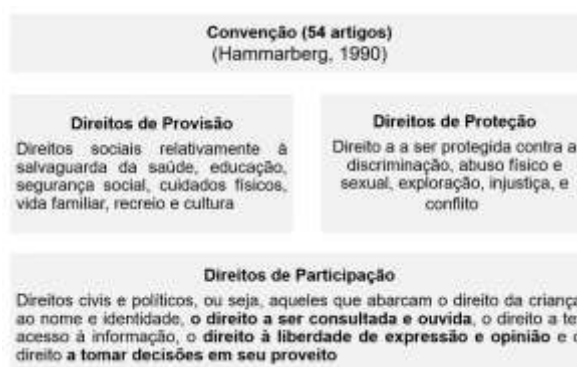 Convenção (54 artigos)
(Hammarberg, 1990)
Direitos de Provisão
Direitos sociais relativamente à
salvaguarda da saúde, educação,
segurança social, cuidados físicos,
vida familiar, recreio e cultura
Direitos de Proteção
Direito a a ser protegida contra a
discriminação, abuso físico e
sexual, exploração, injustiça, e
conflito
Direitos de Participação
Direitos civis e políticos, ou seja, aqueles que abarcam o direito da criança
ao nome e identidade, o direito a ser consultada e ouvida, o direito a te
acesso à informação, o direito à liberdade de expressão e opinião e o
direito a tomar decisões em seu proveito